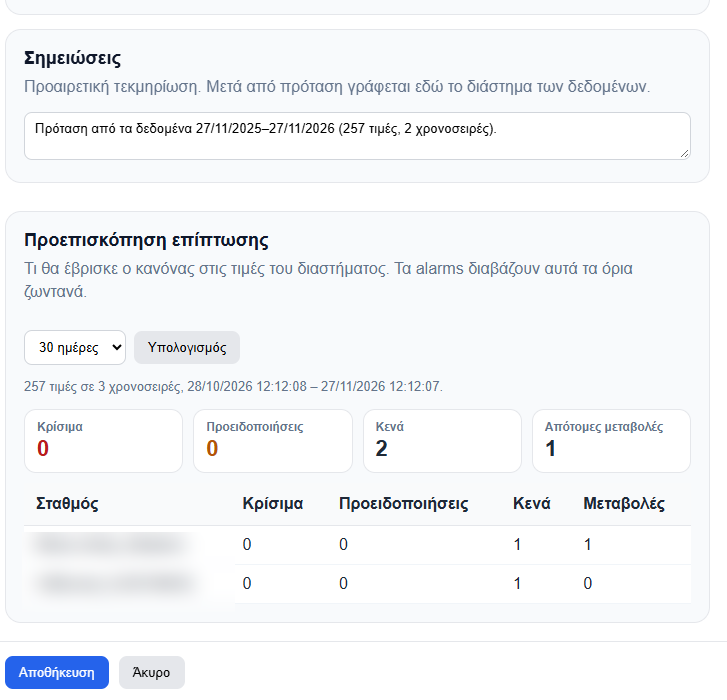 Σημειώσεις
Προαιρετική τεκμηρίωση. Μετά από πρόταση γράφεται εδώ το διάστημα των δεδομένων.
Πρόταση από τα δεδομένα 27/11/2025–27/11/2026 (257 τιμές, 2 χρονοσειρές).
Προεπισκόπηση επίπτωσης
Τι θα έβρισκε ο κανόνας στις τιμές του διαστήματος. Τα alarms διαβάζουν αυτά τα όρια
ζωντανά.
30 ημέρες Υπολογισμός
257 τιμές σε 3 χρονοσειρές, 28/10/2026 12:12:08 – 27/11/2026 12:12:07.
Κρίσιμα Προειδοποιήσεις Κενά Απότομες μεταβολές
0 0 2 1
Σταθμός Κρίσιμα Προειδοποιήσεις Κενά Μεταβολές
0 0 1 1
0 0 1 0
Αποθήκευση Άκυρο